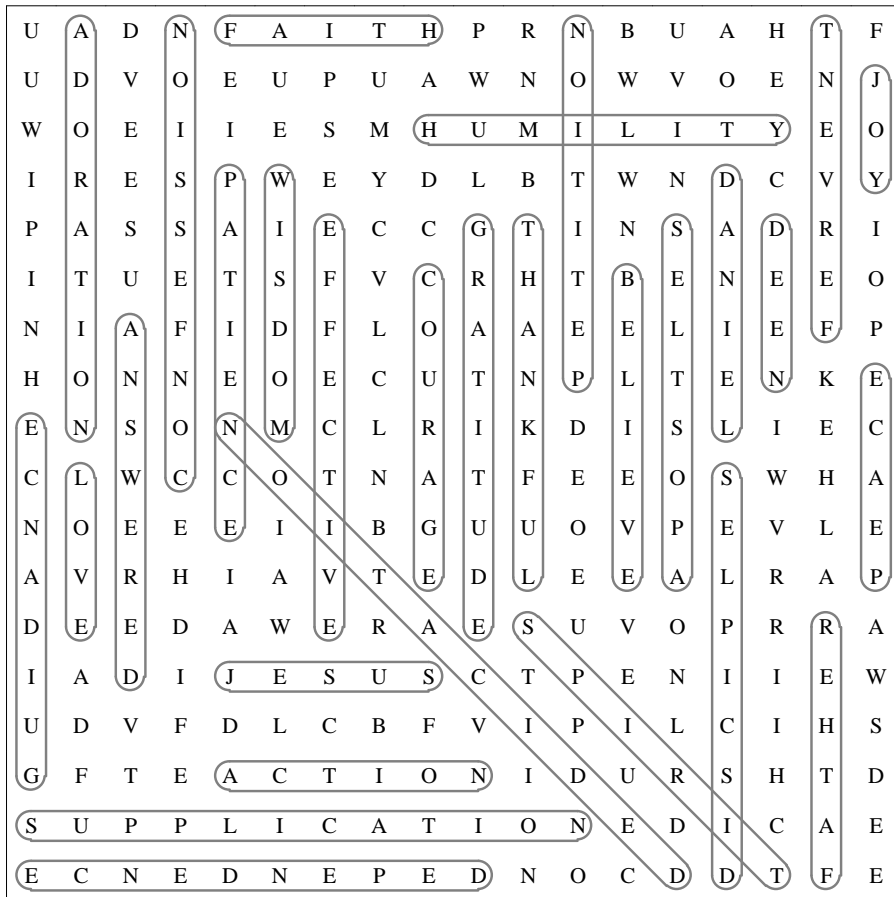 U A D N F A I T H P R N B U A H T F
U D V O E U P U A W N O W V O E N J
W O E I I E S M H U M I L I T Y E O
I R E S P W E Y D L B T W N D C V Y
P A S S A I E C C G T I N S A D R I
I T U E T S F V C R H T B E N E E O
N I A F I D F L O A A E E L I E F P
H O N N E O E C U T N P L T E N K E
E N S O N M C L R I K D I S L I E C
C L W C C O T N A T F E E O S W H A
N O E E E I I B G U U O V P E V L E
A V R H I A V T E D L E E A L R A P
D E E D A W E R A E S U V O P R R A
I A D I J E S U S C T P E N I I E W
U D V F D L C B F V I P I L C I H S
G F T E A C T I O N I D U R S H T D
S U P P L I C A T I O N E D I C A E
E C N E D N E P E D N O C D D T F E